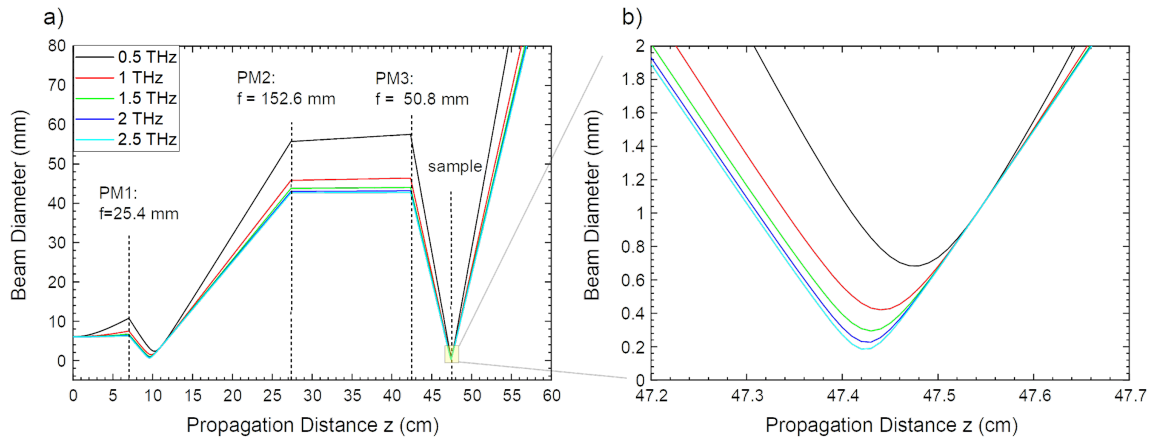 a)
80
70
60
50
40
30
20
10
0
0.5 THz
1 THz
1.5 THz
2 THz
2.5 THz
PM1:
f=25.4 mm
PM2:
f = 152.6 mm
PM3:
f = 50.8 mm
sample
Beam Diameter (mm)
0 5 10 15 20 25 30 35 40 45 50 55 60
Propagation Distance z (cm)
b)
2
1.8
1.6
1.4
1.2
1
0.8
0.6
0.4
0.2
0
Beam Diameter (mm)
47.2 47.3 47.4 47.5 47.6 47.7
Propagation Distance z (cm)